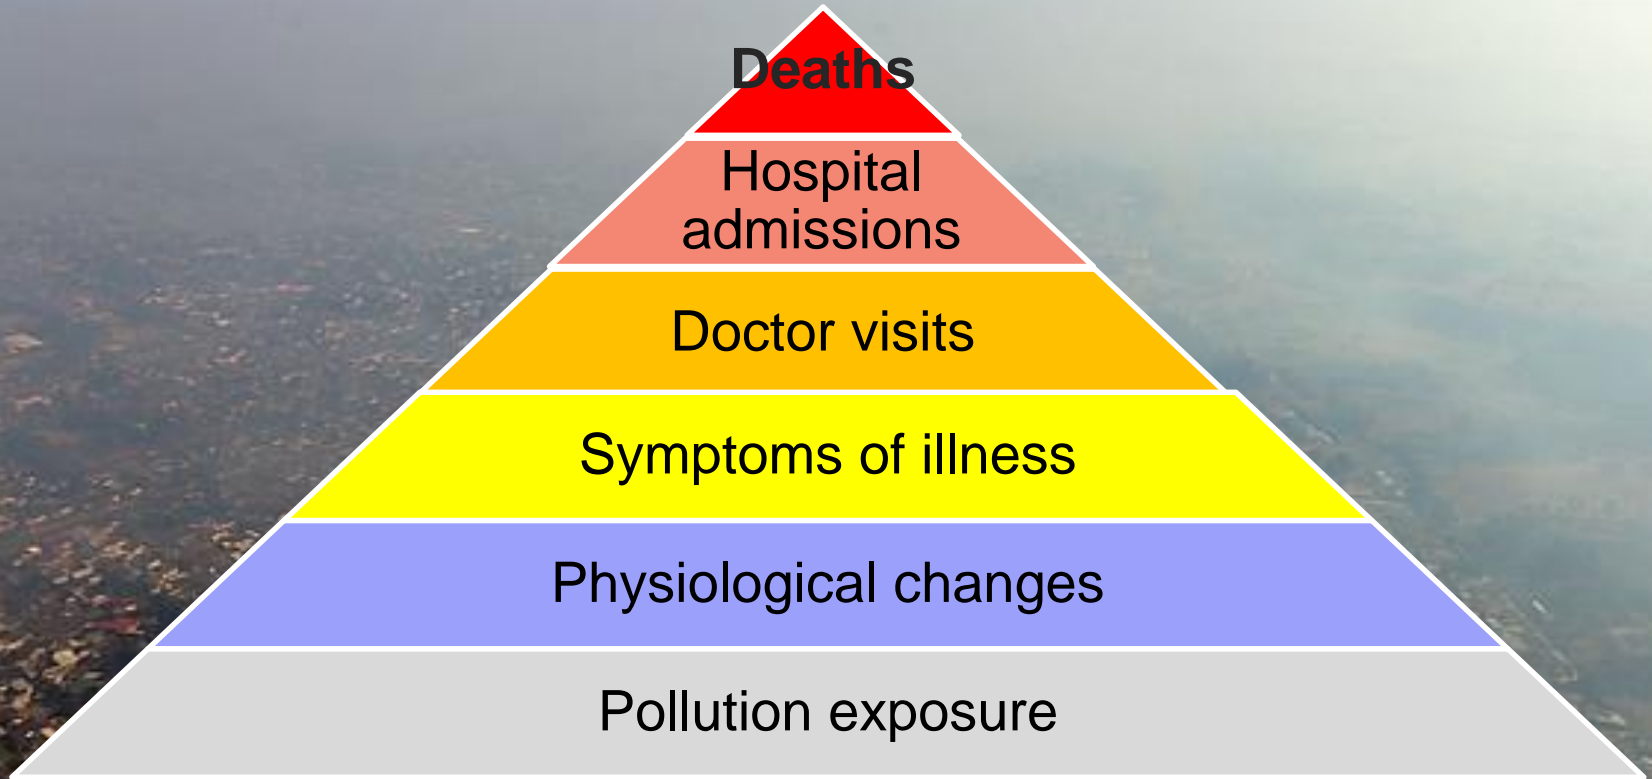 Deaths
Hospital
admissions
Doctor visits
Symptoms of illness
Physiological changes
Pollution exposure